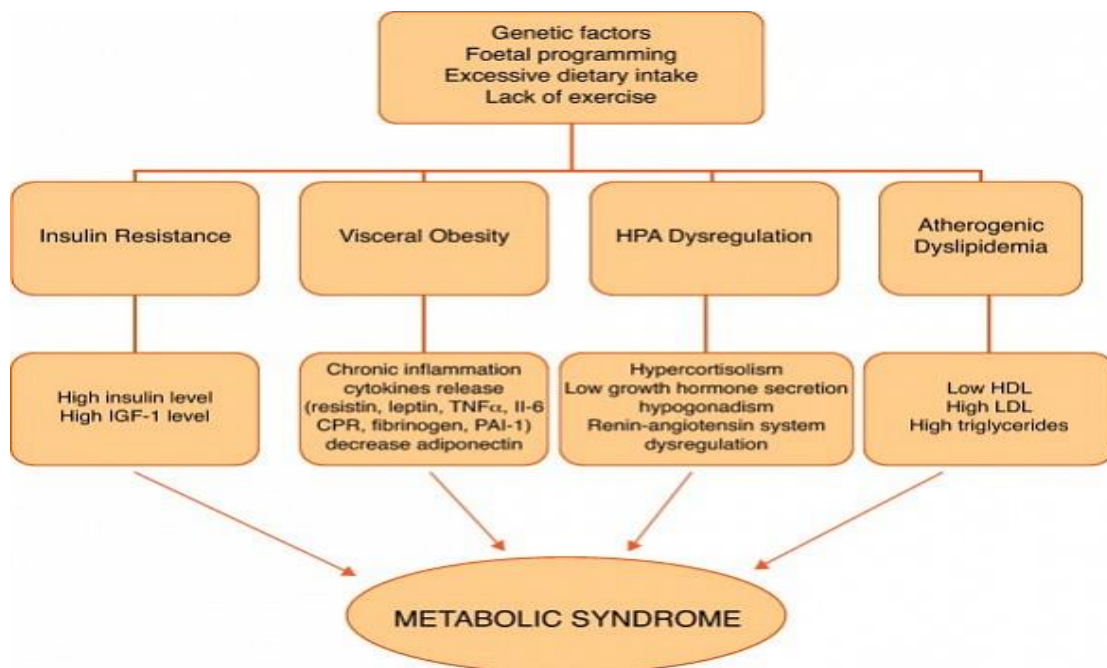 Genetic factors
Foetal programming
Excessive dietary intake
Lack of exercise
Insulin Resistance
Visceral Obesity
HPA Dysregulation
Atherogenic
Dyslipidemia
High insulin level
High IGF-1 level
Chronic inflammation
cytokines release
(resistin, leptin, TNFα, II-6
CPR, fibrinogen, PAI-1)
decrease adiponectin
Hypercortisolism
Low growth hormone secretion
hypogonadism
Renin-angiotensin system
dysregulation
Low HDL
High LDL
High triglycerides
METABOLIC SYNDROME